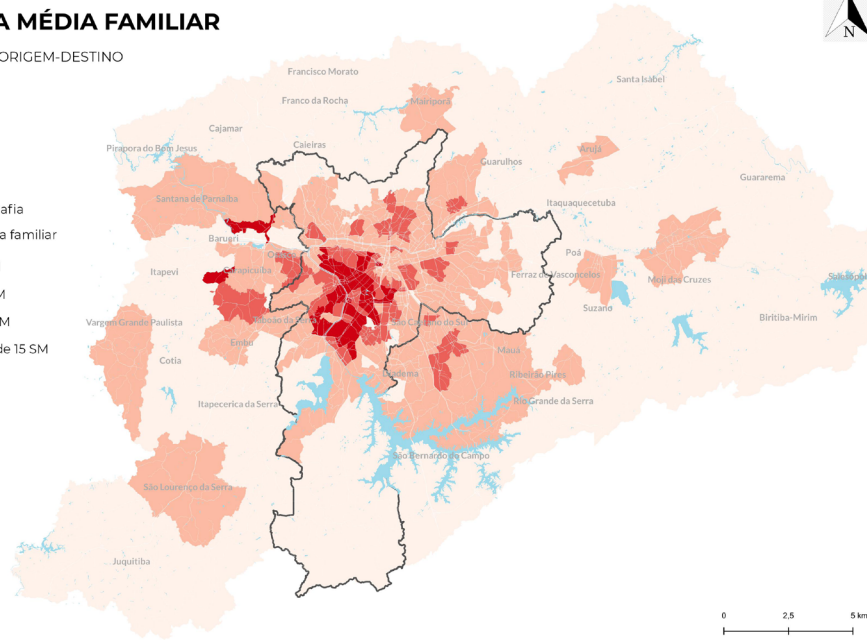 A MÉDIA FAMILIAR
ORIGEM-DESTINO
N
Francisco Morato
Santa Isabel
Franco da Rocha
Mairiporã
Cajamar
Caieiras
Pirapora do Bom Jesus
Arujá
Guarulhos
Guararema
Santana de Parnaíba
Itaquaquecetuba
afia
a familiar
Barueri
Poá
Itapevi
Carapicuíba
Ferraz de Vasconcelos
Moji das Cruzes
Salesópolis
M
Suzano
Biritiba-Mirim
M
Vargem Grande Paulista
Taboão da Serra
São Caetano do Sul
Embu
de 15 SM
Cotia
Mauá
Diadema
Ribeirão Pires
Itapecerica da Serra
Rio Grande da Serra
São Bernardo do Campo
São Lourenço da Serra
Juquitiba
0 2,5 5 km